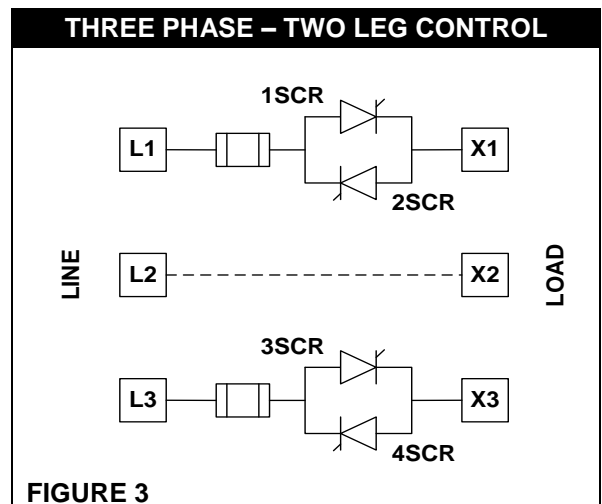 THREE PHASE – TWO LEG CONTROL
1SCR
L1
X1
2SCR
LINE
L2
X2
LOAD
3SCR
L3
X3
4SCR
FIGURE 3